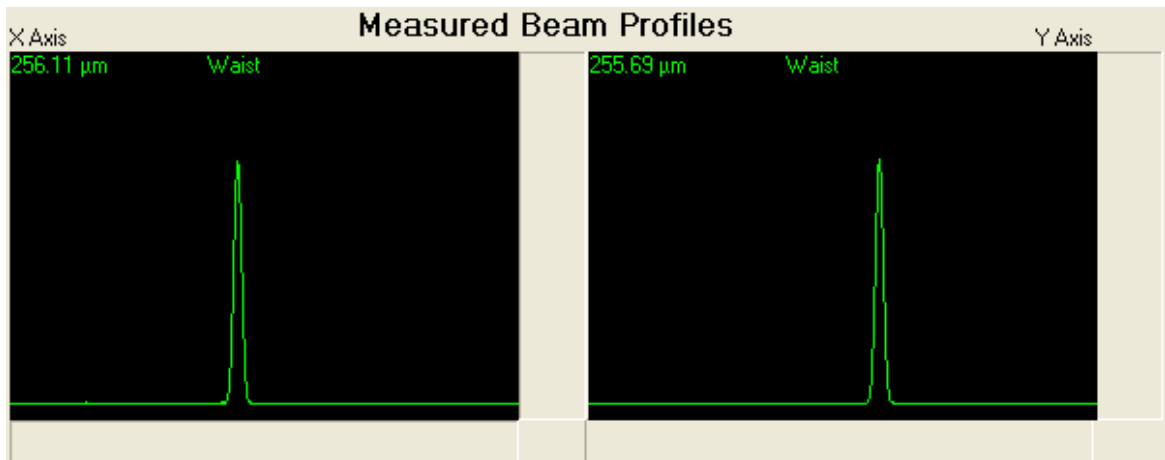 Measured Beam Profiles
X Axis
Y Axis
256.11 µm Waist
255.69 µm Waist